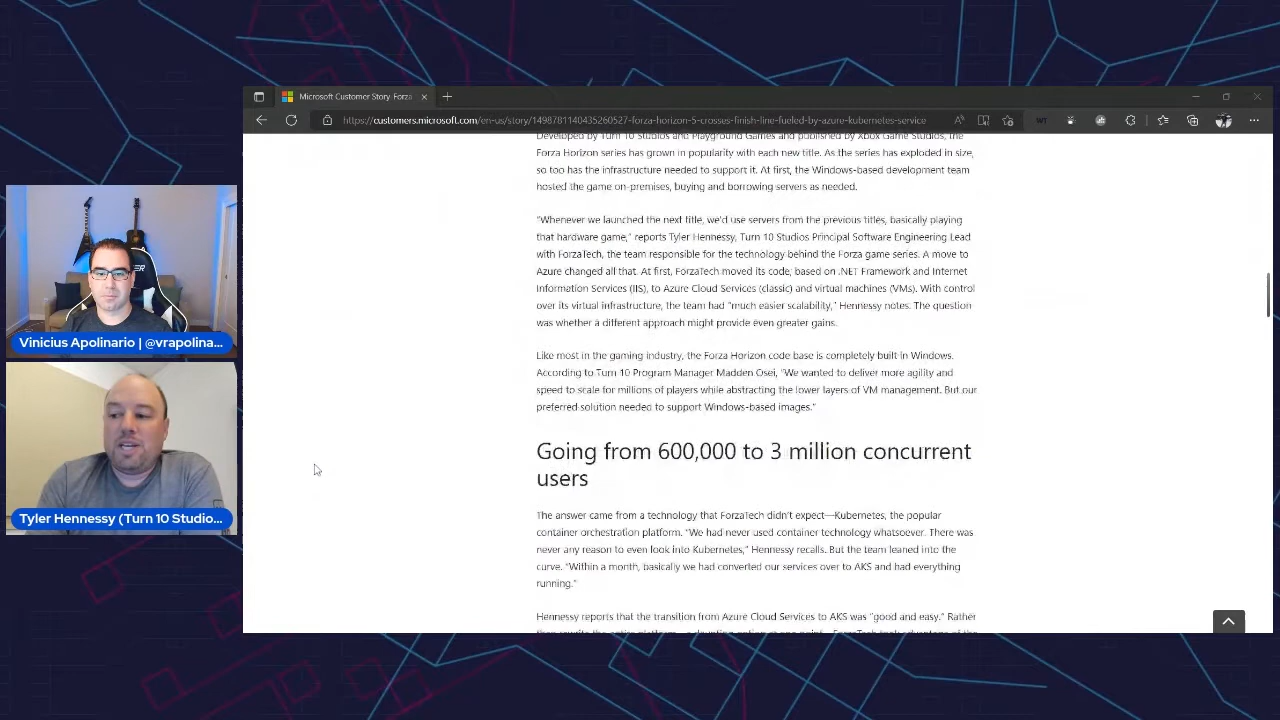 Microsoft Customer Story-Forza
https://customers.microsoft.com/en-us/story/1498781140435260527-forza-horizon-5-crosses-finish-line-fueled-by-azure-kubernetes-service
Developed by Turn 10 Studios and Playground Games and published by Xbox Game Studios, the
Forza Horizon series has grown in popularity with each new title. As the series has exploded in size,
so too has the infrastructure needed to support it. At first, the Windows-based development team
hosted the game on-premises, buying and borrowing servers as needed.
"Whenever we launched the next title, we'd use servers from the previous titles, basically playing
that hardware game," reports Tyler Hennessy, Turn 10 Studios Principal Software Engineering Lead
with ForzaTech, the team responsible for the technology behind the Forza game series. A move to
Azure changed all that. At first, ForzaTech moved its code, based on .NET Framework and Internet
Information Services (IIS), to Azure Cloud Services (classic) and virtual machines (VMs). With control
over its virtual infrastructure, the team had "much easier scalability," Hennessy notes. The question
was whether a different approach might provide even greater gains.
Like most in the gaming industry, the Forza Horizon code base is completely built in Windows.
According to Turn 10 Program Manager Madden Osei, "We wanted to deliver more agility and
speed to scale for millions of players while abstracting the lower layers of VM management. But our
preferred solution needed to support Windows-based images."
Going from 600,000 to 3 million concurrent
users
The answer came from a technology that ForzaTech didn't expect—Kubernetes, the popular
container orchestration platform. "We had never used container technology whatsoever. There was
never any reason to even look into Kubernetes," Hennessy recalls. But the team leaned into the
curve. "Within a month, basically we had converted our services over to AKS and had everything
running."
Hennessy reports that the transition from Azure Cloud Services to AKS was "good and easy." Rather
Vinicius Apolinario | @vrapolina...
Tyler Hennessy (Turn 10 Studio...